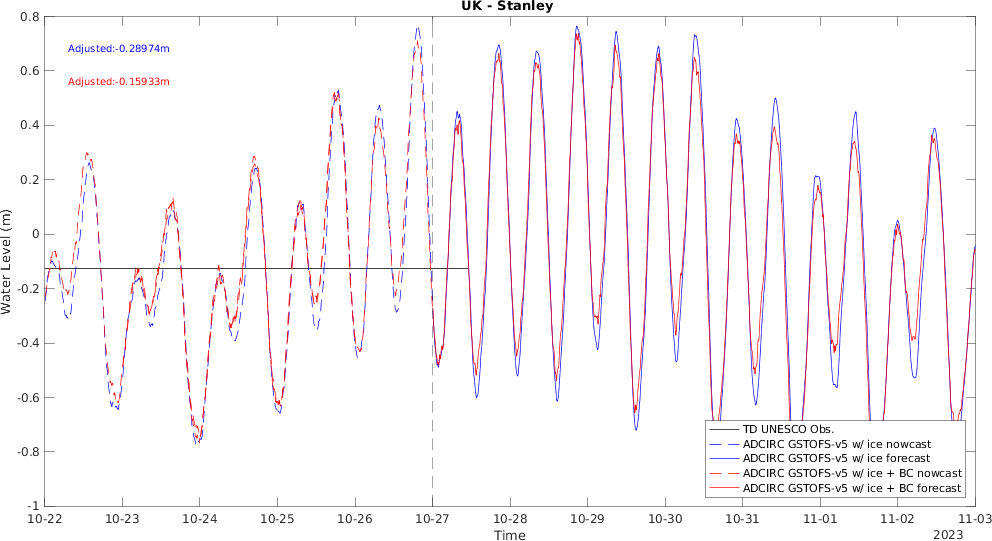 UK - Stanley
0.8
0.6
0.4
0.2
0
-0.2
-0.4
-0.6
-0.8
-1
Water Level (m)
Adjusted:-0.28974m
Adjusted:-0.15933m
TD UNESCO Obs.
ADCIRC GSTOFS-v5 w/ ice nowcast
ADCIRC GSTOFS-v5 w/ ice forecast
ADCIRC GSTOFS-v5 w/ ice + BC nowcast
ADCIRC GSTOFS-v5 w/ ice + BC forecast
10-22 10-23 10-24 10-25 10-26 10-27 10-28 10-29 10-30 10-31 11-01 11-02 11-03
Time
2023